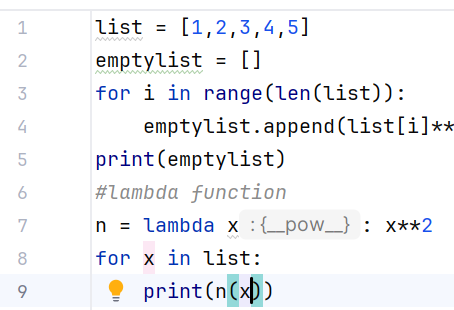 1 list = [1,2,3,4,5]
2 emptylist = []
3 for i in range(len(list)):
4 emptylist.append(list[i]**
5 print(emptylist)
6 #lambda function
7 n = lambda x :{__pow__} : x**2
8 for x in list:
9 print(n(x))